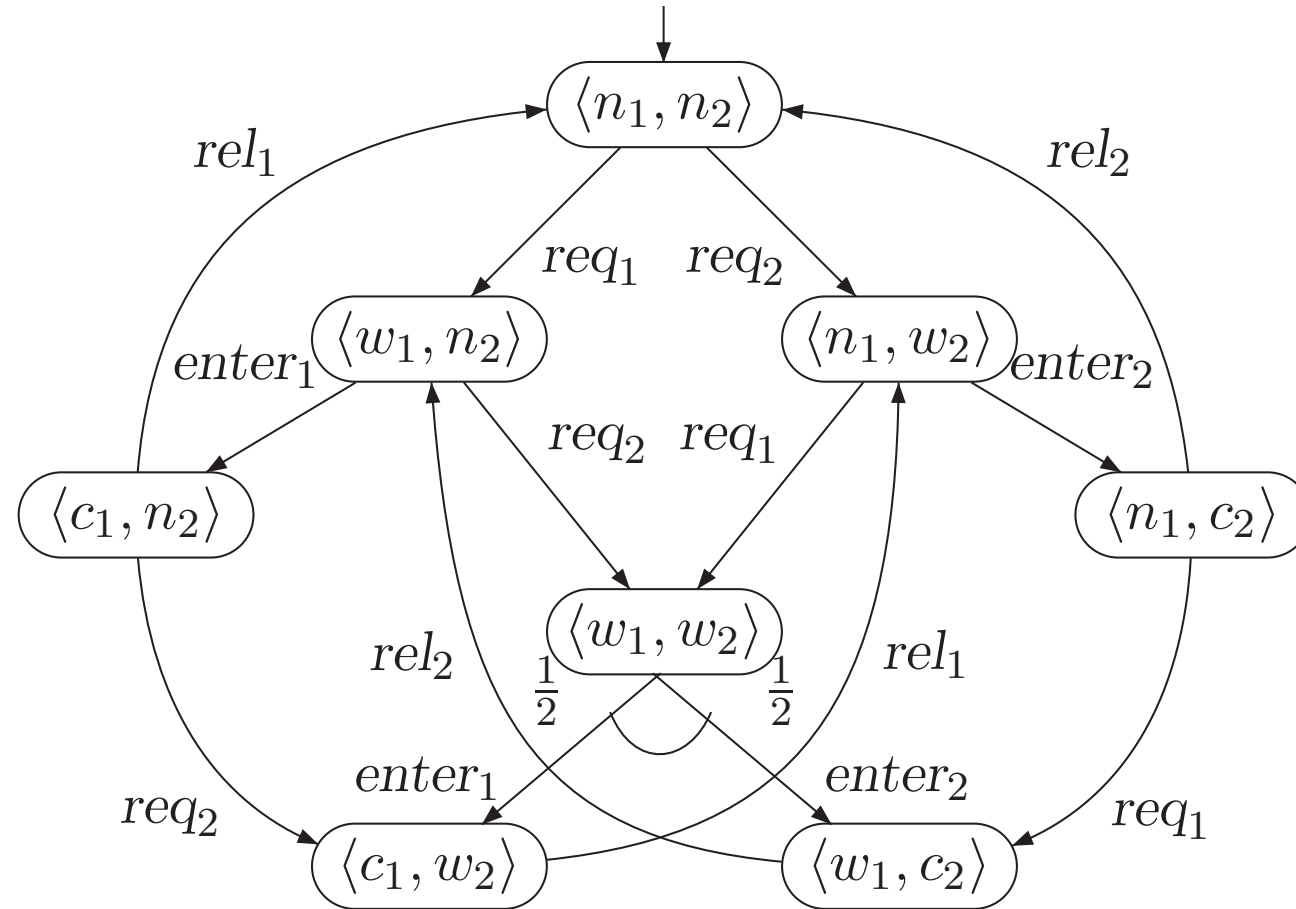 ⟨n₁, n₂⟩
rel₁
rel₂
req₁
req₂
⟨w₁, n₂⟩
⟨n₁, w₂⟩
enter₁
enter₂
req₂
req₁
⟨c₁, n₂⟩
⟨n₁, c₂⟩
⟨w₁, w₂⟩
rel₂
rel₁
1/2
1/2
enter₁
enter₂
req₂
req₁
⟨c₁, w₂⟩
⟨w₁, c₂⟩